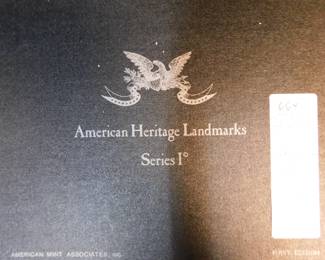 American Heritage Landmarks
Series I©
AMERICAN MINT ASSOCIATES, INC.
FIRST EDITION